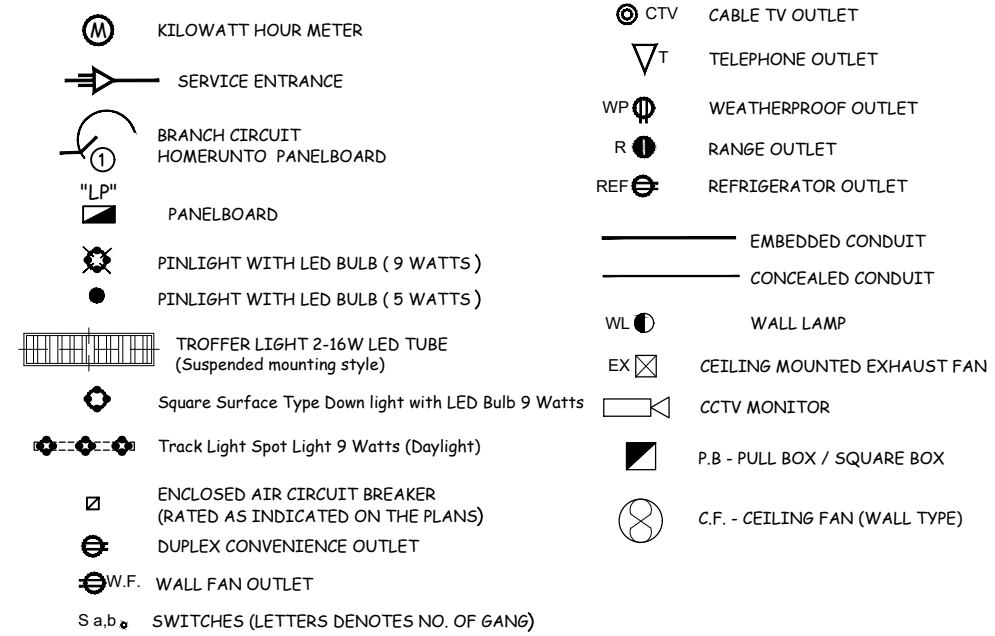 M KILOWATT HOUR METER
SERVICE ENTRANCE
BRANCH CIRCUIT
1 HOMERUNTO PANELBOARD
"LP"
PANELBOARD
PINLIGHT WITH LED BULB ( 9 WATTS )
PINLIGHT WITH LED BULB ( 5 WATTS )
TROFFER LIGHT 2-16W LED TUBE
(Suspended mounting style)
Square Surface Type Down light with LED Bulb 9 Watts
Track Light Spot Light 9 Watts (Daylight)
ENCLOSED AIR CIRCUIT BREAKER
(RATED AS INDICATED ON THE PLANS)
DUPLEX CONVENIENCE OUTLET
W.F. WALL FAN OUTLET
S a,b SWITCHES (LETTERS DENOTES NO. OF GANG)
CTV CABLE TV OUTLET
T TELEPHONE OUTLET
WP WEATHERPROOF OUTLET
R RANGE OUTLET
REF REFRIGERATOR OUTLET
EMBEDDED CONDUIT
CONCEALED CONDUIT
WL WALL LAMP
EX CEILING MOUNTED EXHAUST FAN
CCTV MONITOR
P.B - PULL BOX / SQUARE BOX
C.F. - CEILING FAN (WALL TYPE)